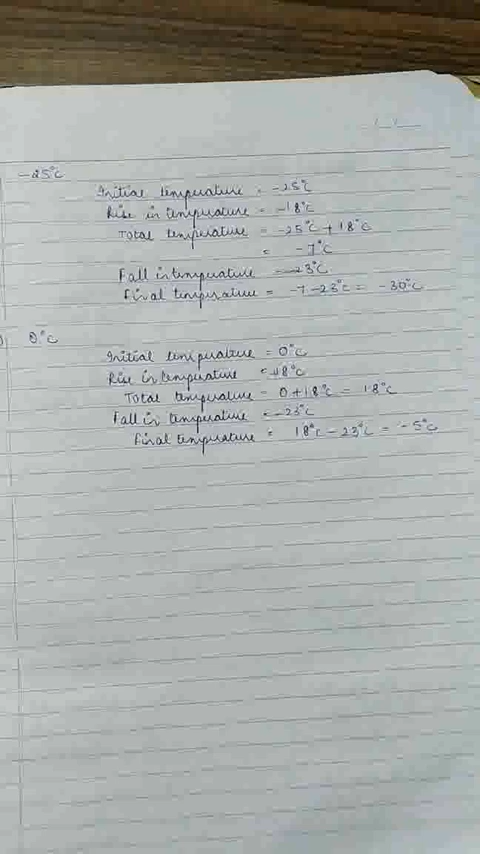 -25°C
Initial temperature = -25°C
Rise in temperature = -18°C
Total temperature = -25°C + 18°C
= -7°C
Fall in temperature = -23°C
Final temperature = -7-23°C = -30°C
0°C
Initial temperature = 0°C
Rise in temperature = +18°C
Total temperature = 0+18°C = 18°C
Fall in temperature = -23°C
Final temperature = 18°C - 23°C = -5°C